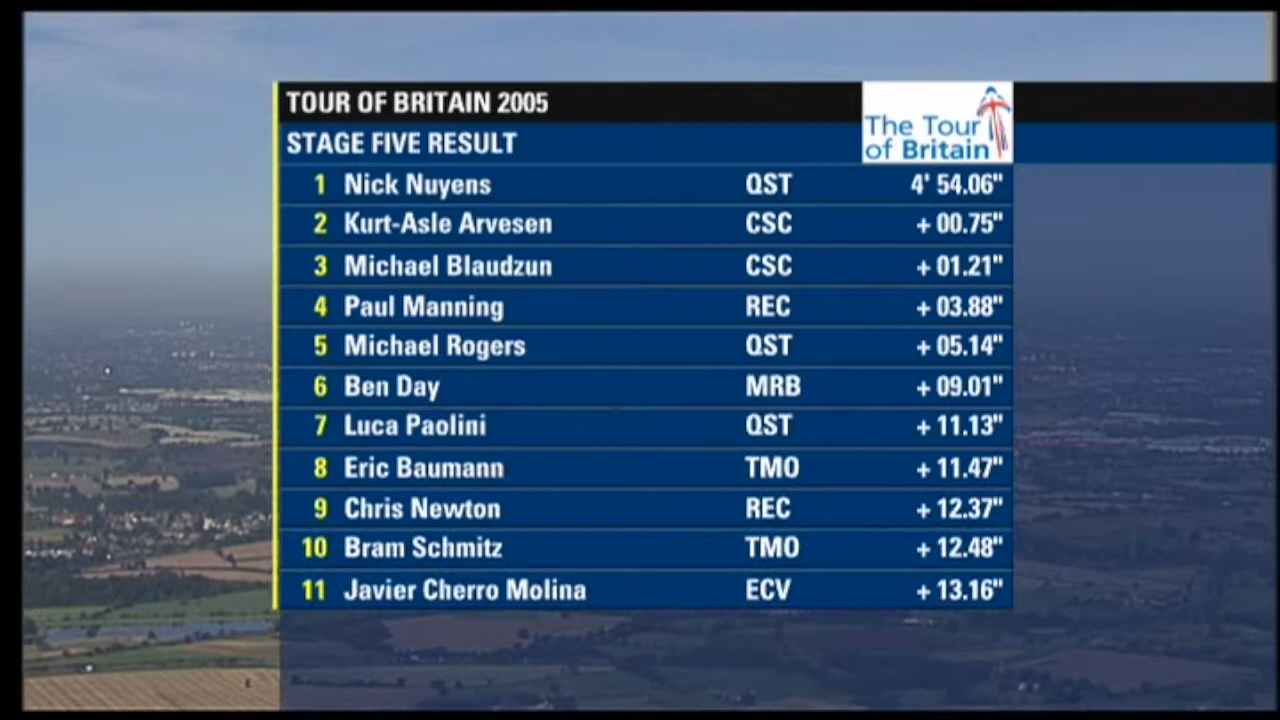 TOUR OF BRITAIN 2005
The Tour
of Britain
STAGE FIVE RESULT
1 Nick Nuyens QST 4' 54.06"
2 Kurt-Asle Arvesen CSC + 00.75"
3 Michael Blaudzun CSC + 01.21"
4 Paul Manning REC + 03.88"
5 Michael Rogers QST + 05.14"
6 Ben Day MRB + 09.01"
7 Luca Paolini QST + 11.13"
8 Eric Baumann TMO + 11.47"
9 Chris Newton REC + 12.37"
10 Bram Schmitz TMO + 12.48"
11 Javier Cherro Molina ECV + 13.16"